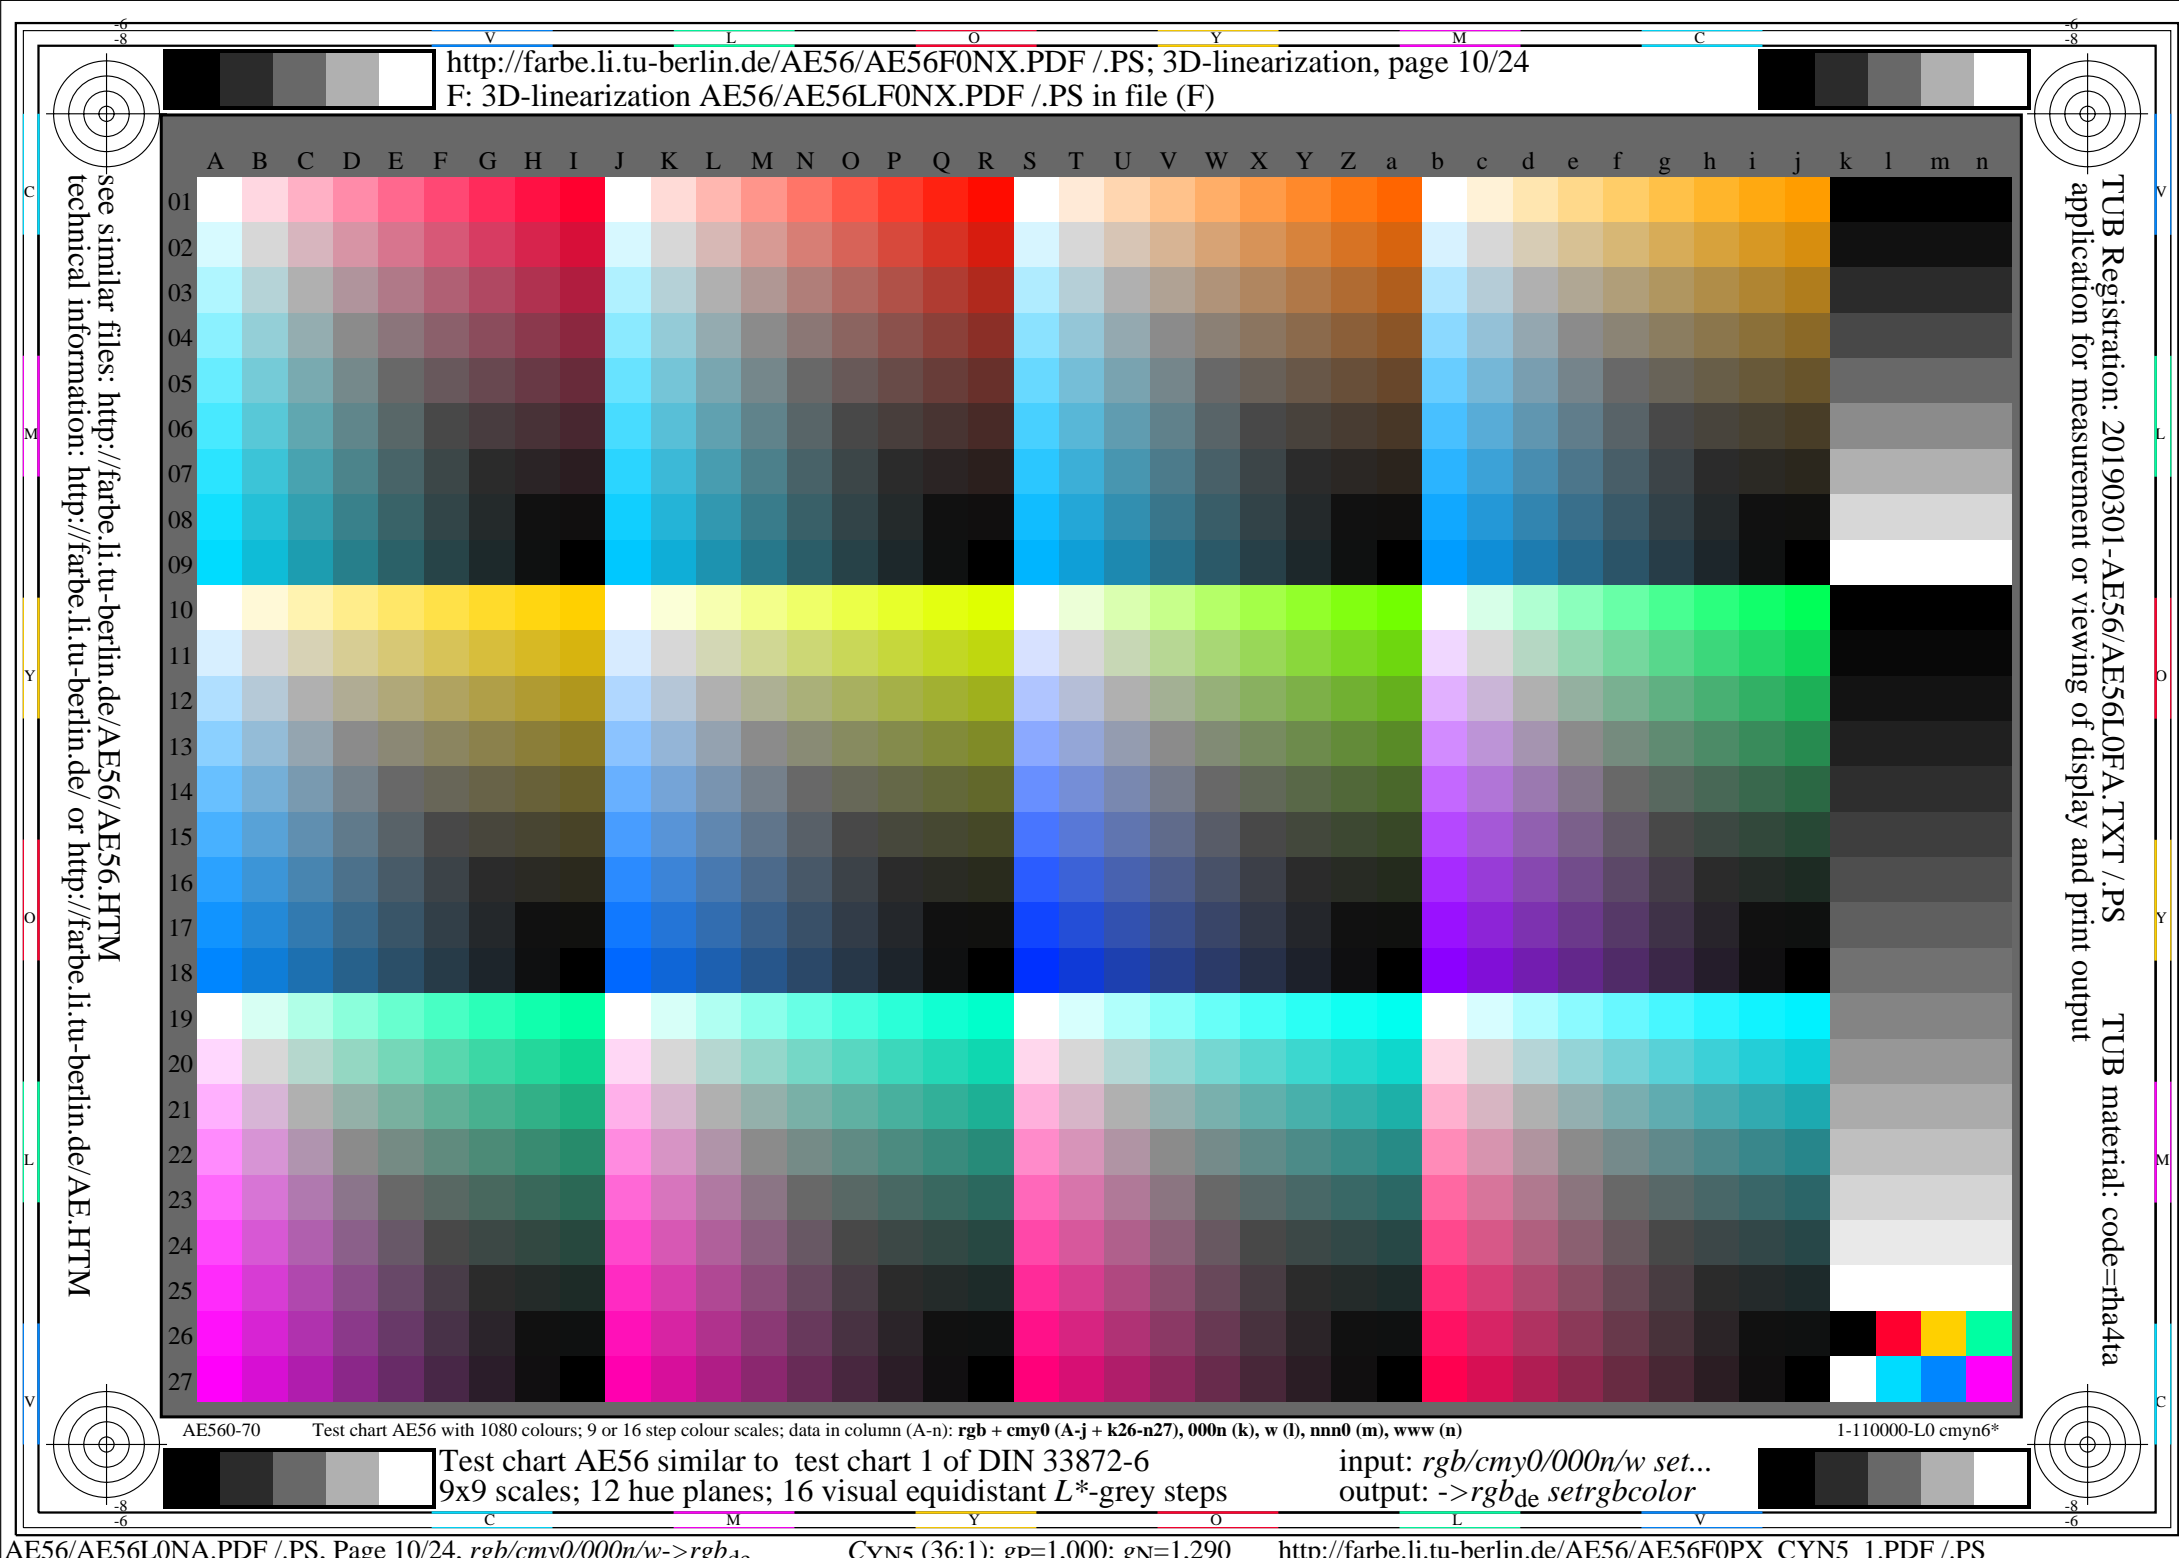 -6
-8
-6
-8
V L O Y M C
http://farbe.li.tu-berlin.de/AE56/AE56F0NX.PDF /.PS; 3D-linearization, page 10/24
F: 3D-linearization AE56/AE56LF0NX.PDF /.PS in file (F)
see similar files: http://farbe.li.tu-berlin.de/AE56/AE56.HTM
technical information: http://farbe.li.tu-berlin.de/ or http://farbe.li.tu-berlin.de/AE.HTM
C
M
Y
O
L
V
A B C D E F G H I J K L M N O P Q R S T U V W X Y Z a b c d e f g h i j k l m n
01
02
03
04
05
06
07
08
09
10
11
12
13
14
15
16
17
18
19
20
21
22
23
24
25
26
27
TUB Registration: 20190301-AE56/AE56L0FA.TXT /.PS TUB material: code=rha4ta
application for measurement or viewing of display and print output
V
L
O
Y
M
C
AE560-70 Test chart AE56 with 1080 colours; 9 or 16 step colour scales; data in column (A-n): rgb + cmy0 (A-j + k26-n27), 000n (k), w (l), nnn0 (m), www (n) 1-110000-L0 cmyn6*
Test chart AE56 similar to test chart 1 of DIN 33872-6 input: rgb/cmy0/000n/w set...
9x9 scales; 12 hue planes; 16 visual equidistant L*-grey steps output: ->rgbde setrgbcolor
-8
-6
-8
-6
C M Y O L V
AE56/AE56L0NA.PDF /.PS, Page 10/24, rgb/cmy0/000n/w->rgbde CYN5 (36:1): gP=1.000; gN=1.290 http://farbe.li.tu-berlin.de/AE56/AE56F0PX_CYN5_1.PDF /.PS